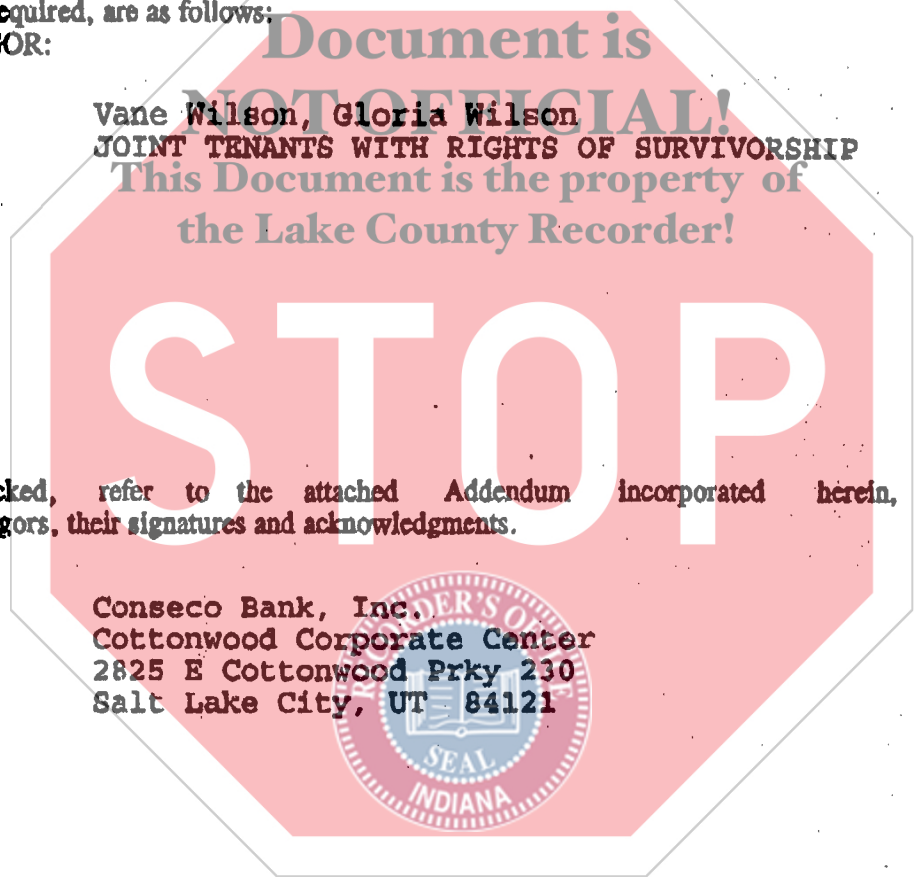 equired, are as follows:
OR:
Document is
NOT OFFICIAL!
Vane Wilson, Gloria Wilson
JOINT TENANTS WITH RIGHTS OF SURVIVORSHIP
This Document is the property of
the Lake County Recorder!
STOP
cked, refer to the attached Addendum incorporated herein,
gors, their signatures and acknowledgments.
Conseco Bank, Inc.
Cottonwood Corporate Center
2825 E Cottonwood Prky 230
Salt Lake City, UT 84121
RECORDER'S OFFICE
SEAL
INDIANA